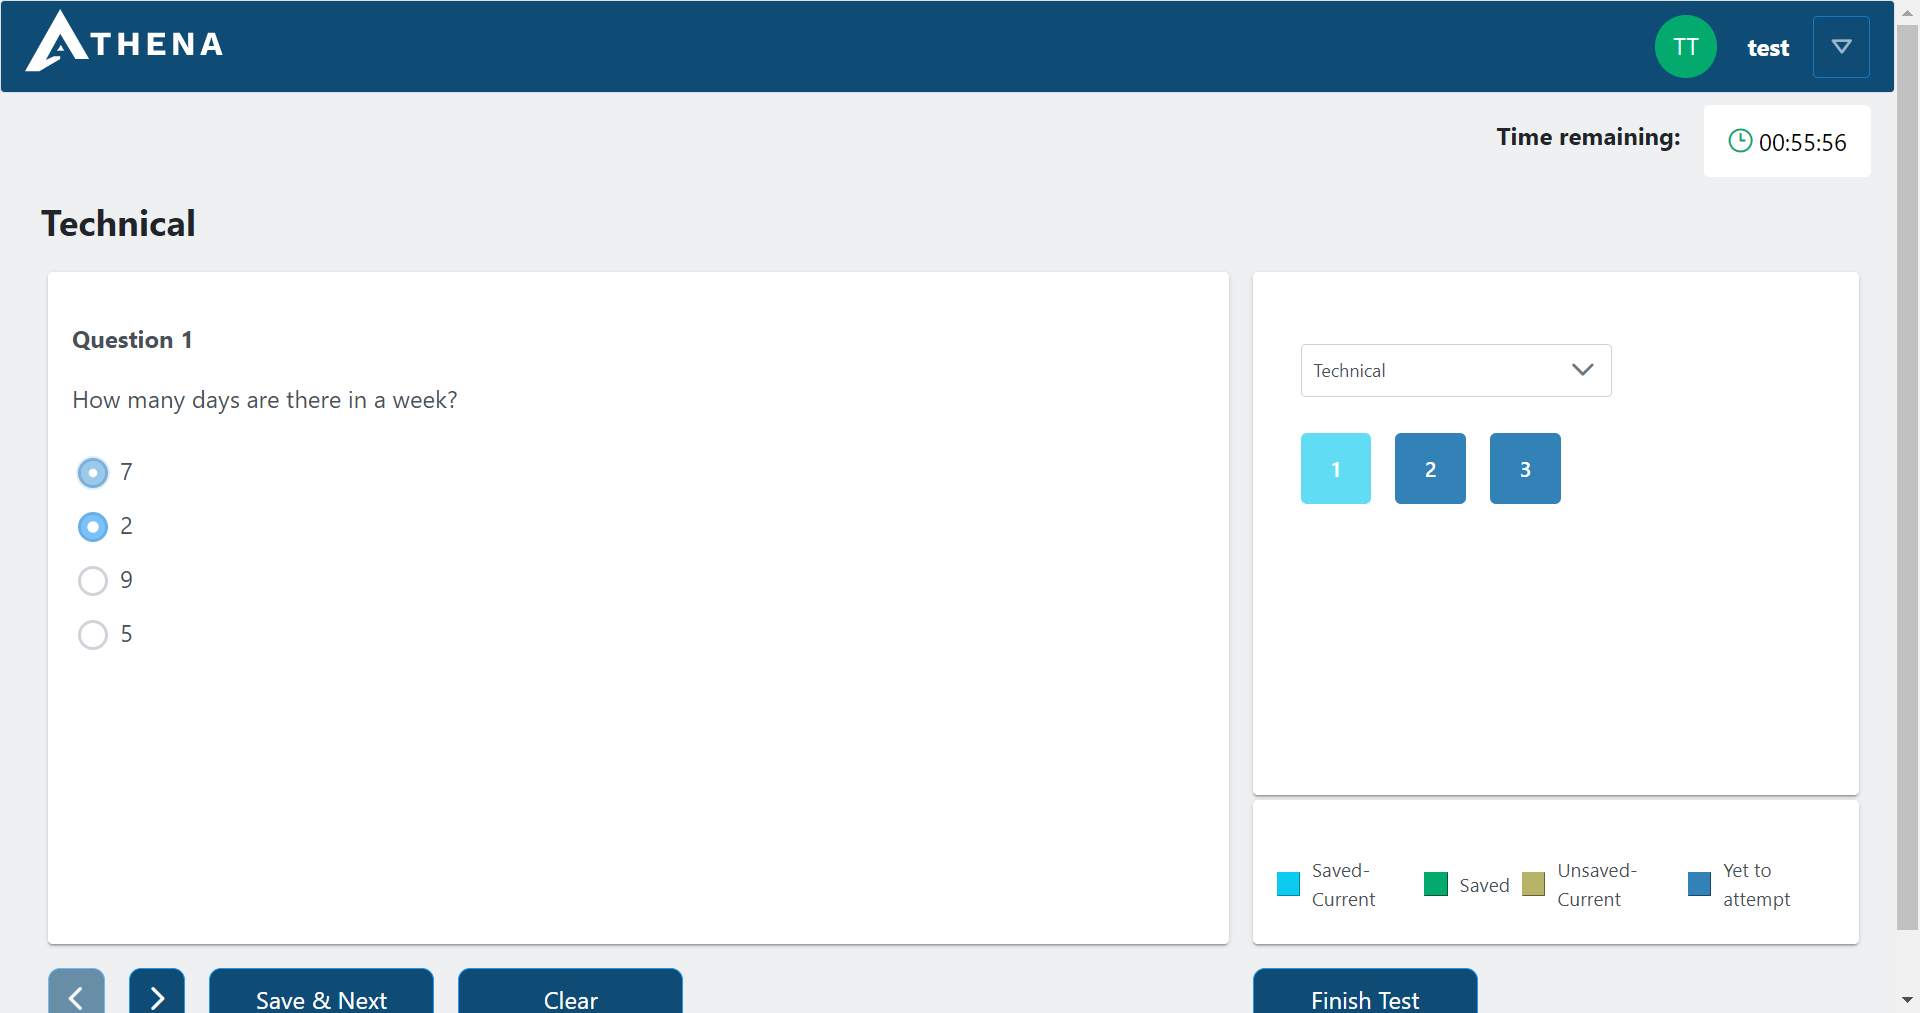 ATHENA
TT
test
Time remaining:
00:55:56
Technical
Question 1
How many days are there in a week?
7
2
9
5
Technical
1 2 3
Saved-
Current
Saved
Unsaved-
Current
Yet to
attempt
Save & Next
Clear
Finish Test